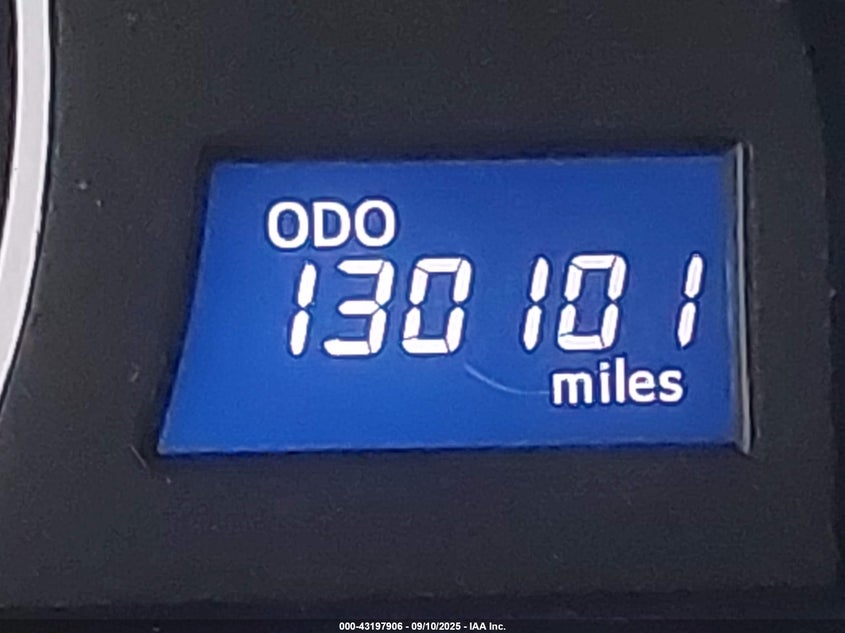 ODO
130101
miles
000-43197906 - 09/10/2025 - IAA Inc.